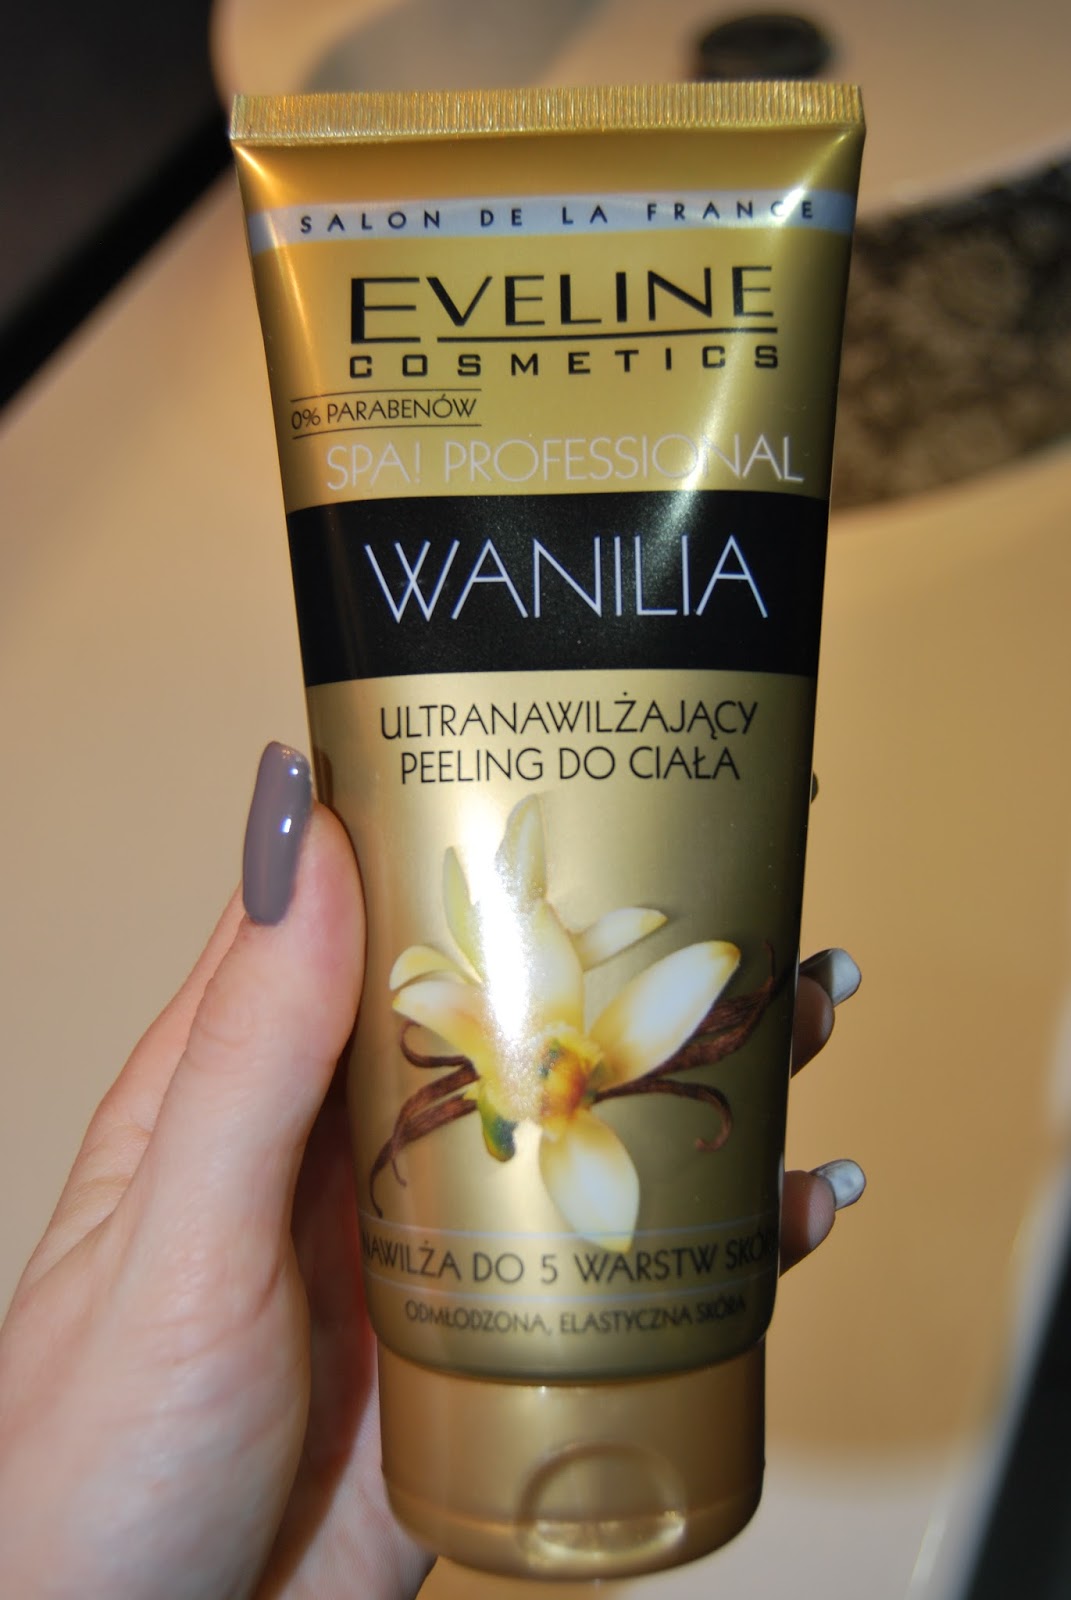 SALON DE LA FRANCE
EVELINE
COSMETICS
0% PARABENÓW
SPA! PROFESSIONAL
WANILIA
ULTRANAWILŻAJĄCY
PEELING DO CIAŁA
NAWILŻA DO 5 WARSTW SKÓRY
ODMŁODZONA, ELASTYCZNA SKÓRA